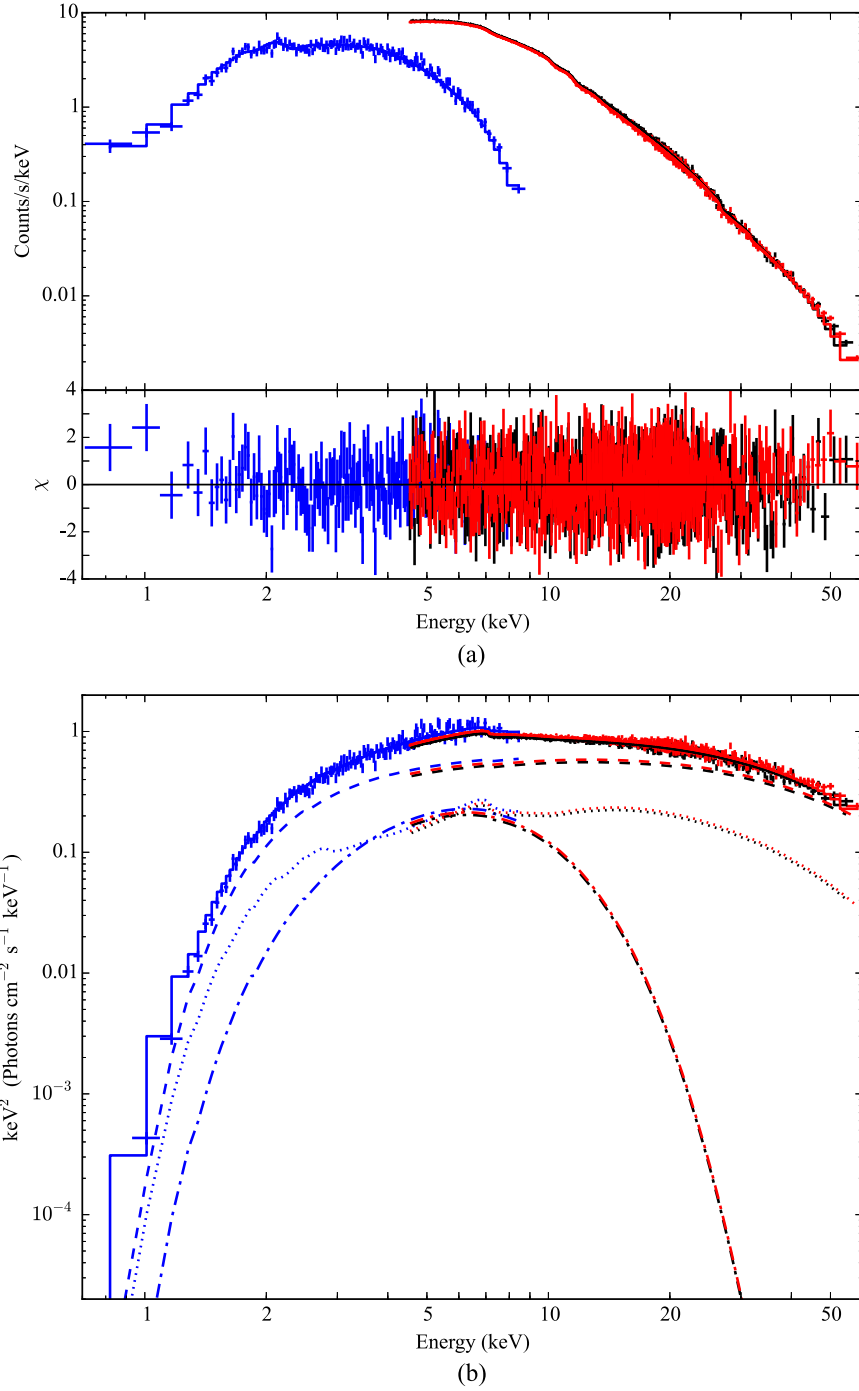 10
1
0.1
0.01
Counts/s/keV
4
2
0
-2
-4
χ
1 2 5 10 20 50
Energy (keV)
(a)
1
0.1
0.01
10⁻³
10⁻⁴
keV² (Photons cm⁻² s⁻¹ keV⁻¹)
1 2 5 10 20 50
Energy (keV)
(b)